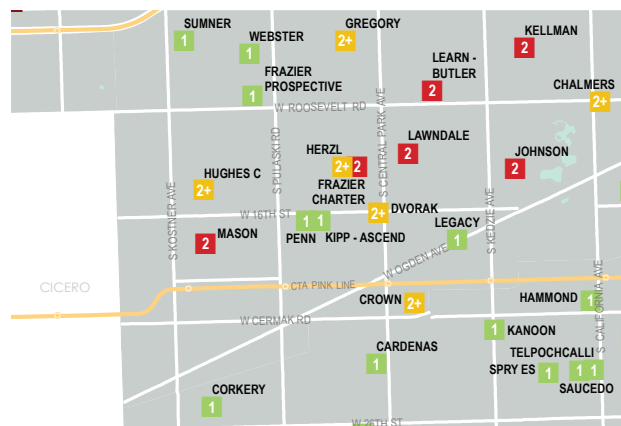 SUMNER
1
WEBSTER
1
GREGORY
2+
KELLMAN
2
LEARN -
BUTLER
2
FRAZIER
PROSPECTIVE
1
CHALMERS
2+
W ROOSEVELT RD
S PULASKI RD
S CENTRAL PARK AVE
LAWNDALE
2
HERZL
2+
2
FRAZIER
CHARTER
JOHNSON
2
HUGHES C
2+
S KOSTNER AVE
S KEDZIE AVE
W 16TH ST
DVORAK
2+
1 1
PENN
KIPP - ASCEND
LEGACY
1
MASON
2
W OGDEN AVE
CICERO
CTA PINK LINE
S CALIFORNIA AVE
CROWN
2+
HAMMOND
1
W CERMAK RD
KANOON
1
CARDENAS
1
TELPOCHCALLI
SPRY ES
1
1 1
SAUCEDO
CORKERY
1
W 26TH ST